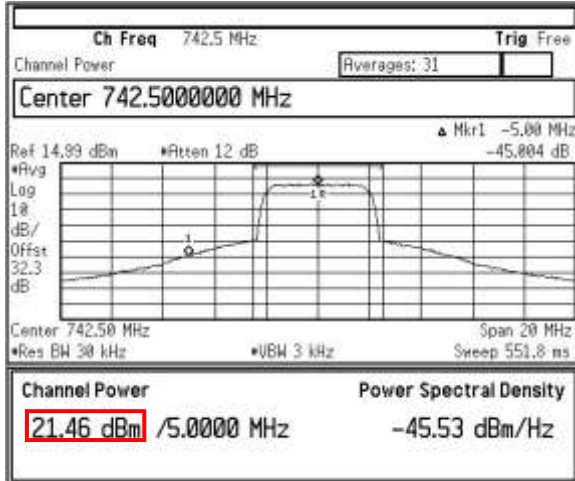 Ch Freq 742.5 MHz Trig Free
Channel Power Averages: 31
Center 742.5000000 MHz
Δ Mkr1 -5.00 MHz
Ref 14.99 dBm *Atten 12 dB -45.004 dB
*Avg
Log
10
dB/
Offst
32.3
dB
1R
1
Center 742.50 MHz Span 20 MHz
*Res BW 30 kHz *VBW 3 kHz Sweep 551.8 ms
Channel Power Power Spectral Density
21.46 dBm /5.0000 MHz -45.53 dBm/Hz